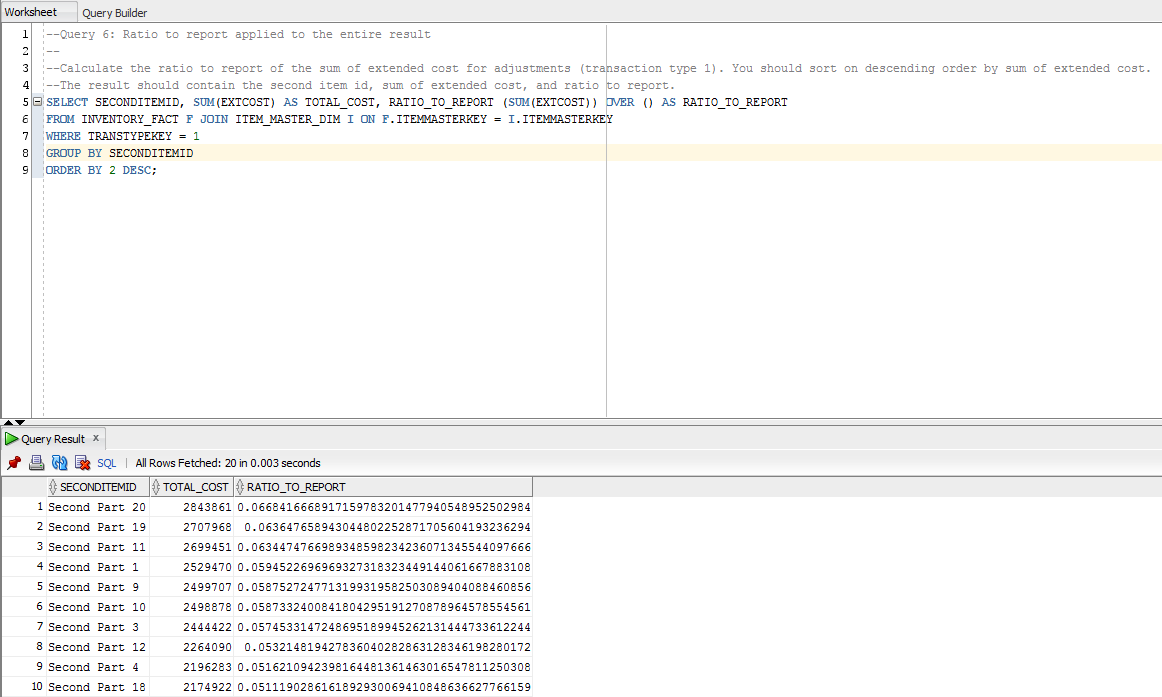 Worksheet Query Builder
1 --Query 6: Ratio to report applied to the entire result
2 --
3 --Calculate the ratio to report of the sum of extended cost for adjustments (transaction type 1). You should sort on descending order by sum of extended cost.
4 --The result should contain the second item id, sum of extended cost, and ratio to report.
5 SELECT SECONDITEMID, SUM(EXTCOST) AS TOTAL_COST, RATIO_TO_REPORT (SUM(EXTCOST)) OVER () AS RATIO_TO_REPORT
6 FROM INVENTORY_FACT F JOIN ITEM_MASTER_DIM I ON F.ITEMMASTERKEY = I.ITEMMASTERKEY
7 WHERE TRANSTYPEKEY = 1
8 GROUP BY SECONDITEMID
9 ORDER BY 2 DESC;
Query Result x
SQL | All Rows Fetched: 20 in 0.003 seconds
SECONDITEMID TOTAL_COST RATIO_TO_REPORT
1 Second Part 20 2843861 0.0668416668917159783201477940548952502984
2 Second Part 19 2707968 0.063647658943044802252871705604193236294
3 Second Part 11 2699451 0.0634474766989348598234236071345544097666
4 Second Part 1 2529470 0.0594522696969327318323449144061667883108
5 Second Part 9 2499707 0.0587527247713199319582503089404088460856
6 Second Part 10 2498878 0.0587332400841804295191270878964578554561
7 Second Part 3 2444422 0.0574533147248695189945262131444733612244
8 Second Part 12 2264090 0.053214819427836040282863128346198280172
9 Second Part 4 2196283 0.0516210942398164481361463016547811250308
10 Second Part 18 2174922 0.0511190286161892930069410848636627766159